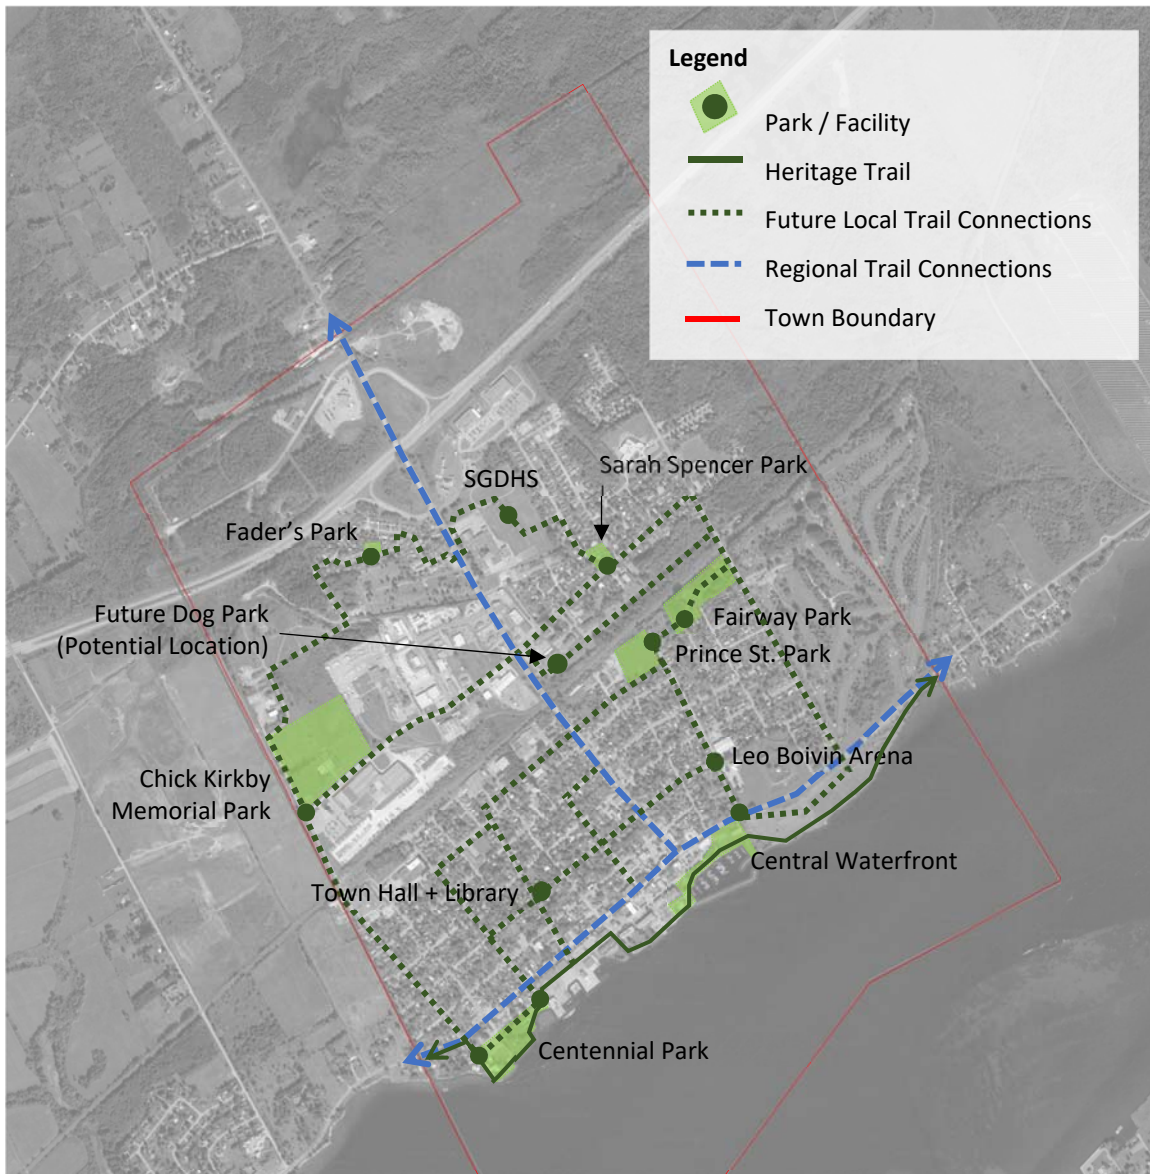 Legend
Park / Facility
Heritage Trail
Future Local Trail Connections
Regional Trail Connections
Town Boundary
Sarah Spencer Park
SGDHS
Fader's Park
Future Dog Park
(Potential Location)
Fairway Park
Prince St. Park
Leo Boivin Arena
Chick Kirkby
Memorial Park
Central Waterfront
Town Hall + Library
Centennial Park